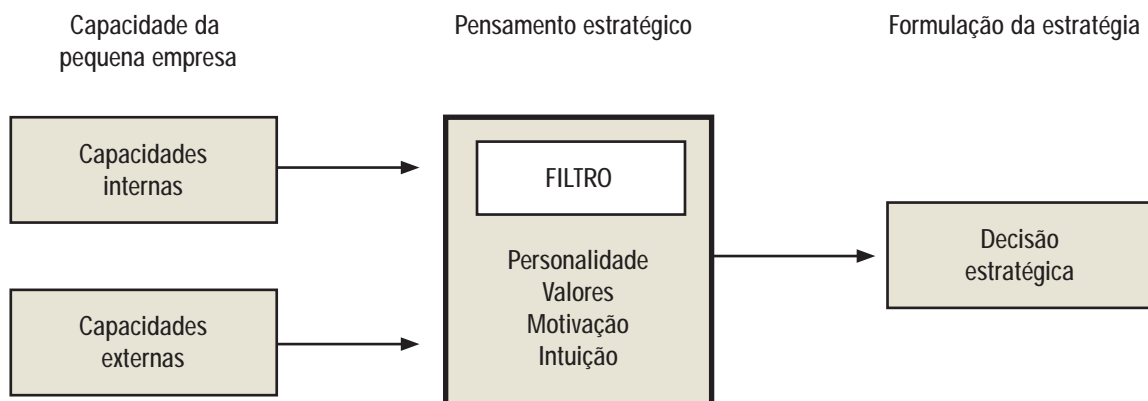 Capacidade da
pequena empresa
Pensamento estratégico
Formulação da estratégia
Capacidades
internas
Capacidades
externas
FILTRO
Personalidade
Valores
Motivação
Intuição
Decisão
estratégica